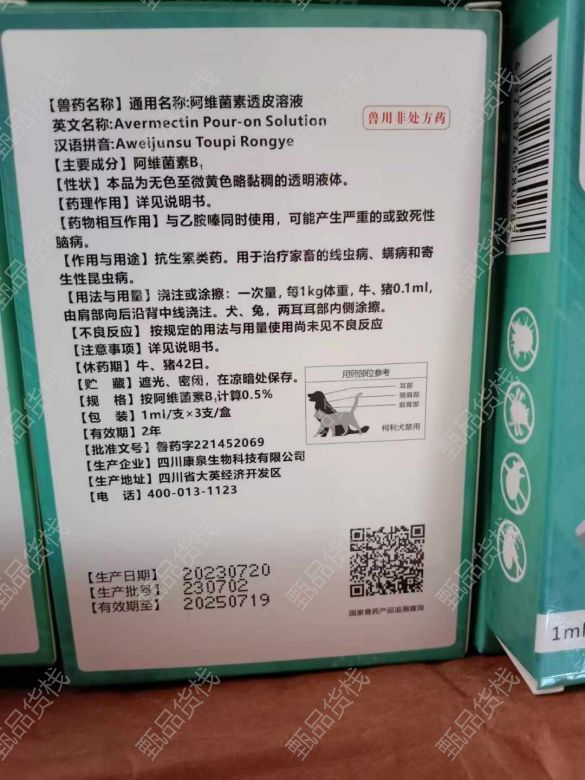 【兽药名称】通用名称:阿维菌素透皮溶液
英文名称:Avermectin Pour-on Solution
兽用非处方药
汉语拼音:Aweijunsu Toupi Rongye
【主要成分】阿维菌素B₁
【性状】本品为无色至微黄色略黏稠的透明液体。
【药理作用】详见说明书。
【药物相互作用】与乙胺嗪同时使用，可能产生严重的或致死性
脑病。
【作用与用途】抗生素类药。用于治疗家畜的线虫病、螨病和寄
生性昆虫病。
【用法与用量】浇注或涂擦：一次量，每1kg体重，牛、猪0.1ml，
由肩部向后沿背中线浇注。犬、兔，两耳耳部内侧涂擦。
【不良反应】按规定的用法与用量使用尚未见不良反应
【注意事项】详见说明书。
【休药期】牛、猪42日。
【贮 藏】遮光、密闭，在凉暗处保存。
【规 格】按阿维菌素B₁计算0.5%
【包 装】1ml/支×3支/盒
【有效期】2年
【批准文号】兽药字221452069
【生产企业】四川康泉生物科技有限公司
【生产地址】四川省大英经济开发区
【电 话】400-013-1123
用药部位参考
耳部
颈肩部
前背部
柯利犬禁用
【生产日期】 20230720
【生产批号】 230702
【有效期至】 20250719
国家兽药产品追溯查询
1ml
甄品货栈